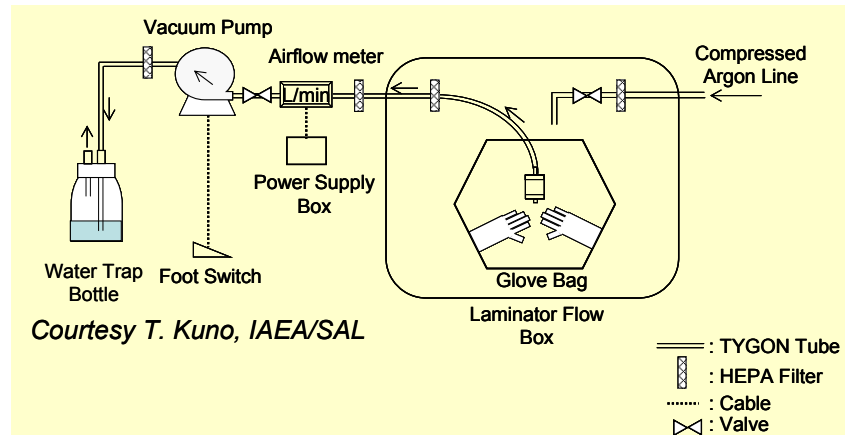 Vacuum Pump
Airflow meter
Compressed
Argon Line
L/min
Power Supply
Box
Water Trap
Bottle
Foot Switch
Glove Bag
Laminator Flow
Box
Courtesy T. Kuno, IAEA/SAL
: TYGON Tube
: HEPA Filter
: Cable
: Valve